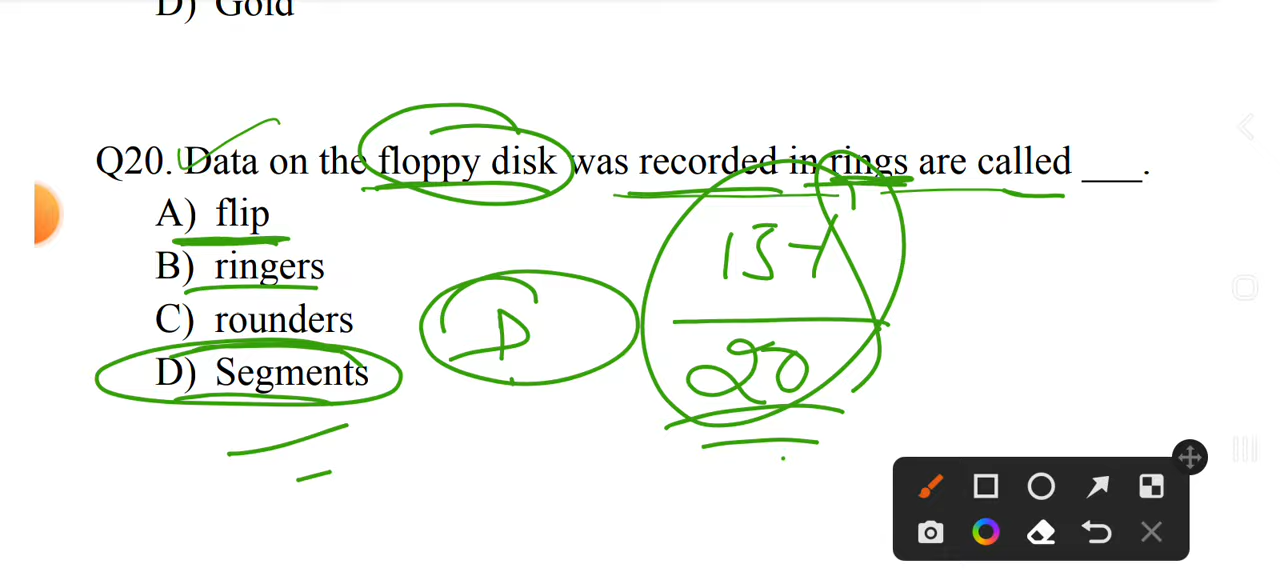 D) Gold
Q20. Data on the floppy disk was recorded in rings are called ___.
A) flip
B) ringers
C) rounders
D) Segments
D
20